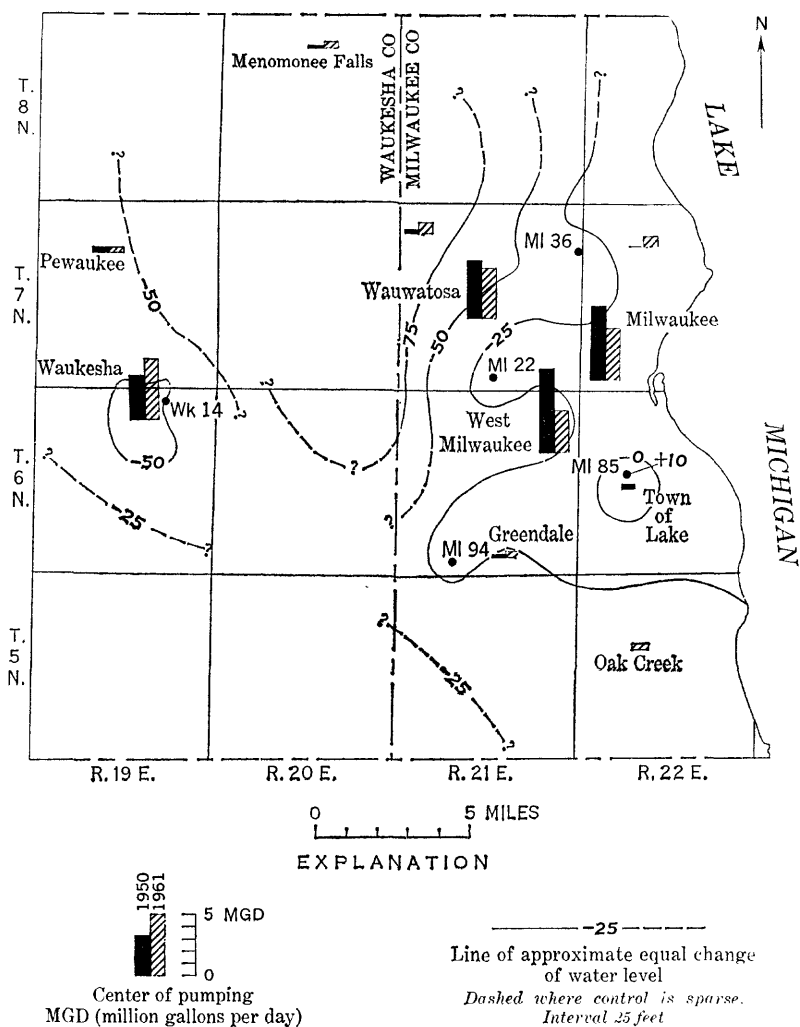 N
T.
8
N.
Menomonee Falls
WAUKESHA CO
MILWAUKEE CO
?
?
?
?
LAKE
T.
7
N.
Pewaukee
-50
MI 36
Wauwatosa
-75
-50
-25
Milwaukee
Waukesha
MI 22
?
?
Wk 14
West
Milwaukee
T.
6
N.
?
-50
?
MI 85
-0
+10
Town
of
Lake
MICHIGAN
-25
?
?
MI 94
Greendale
T.
5
N.
?
-25
?
Oak Creek
R. 19 E.
R. 20 E.
R. 21 E.
R. 22 E.
0 5 MILES
EXPLANATION
1950
1961
5 MGD
0
Center of pumping
MGD (million gallons per day)
-25
Line of approximate equal change
of water level
Dashed where control is sparse.
Interval 25 feet